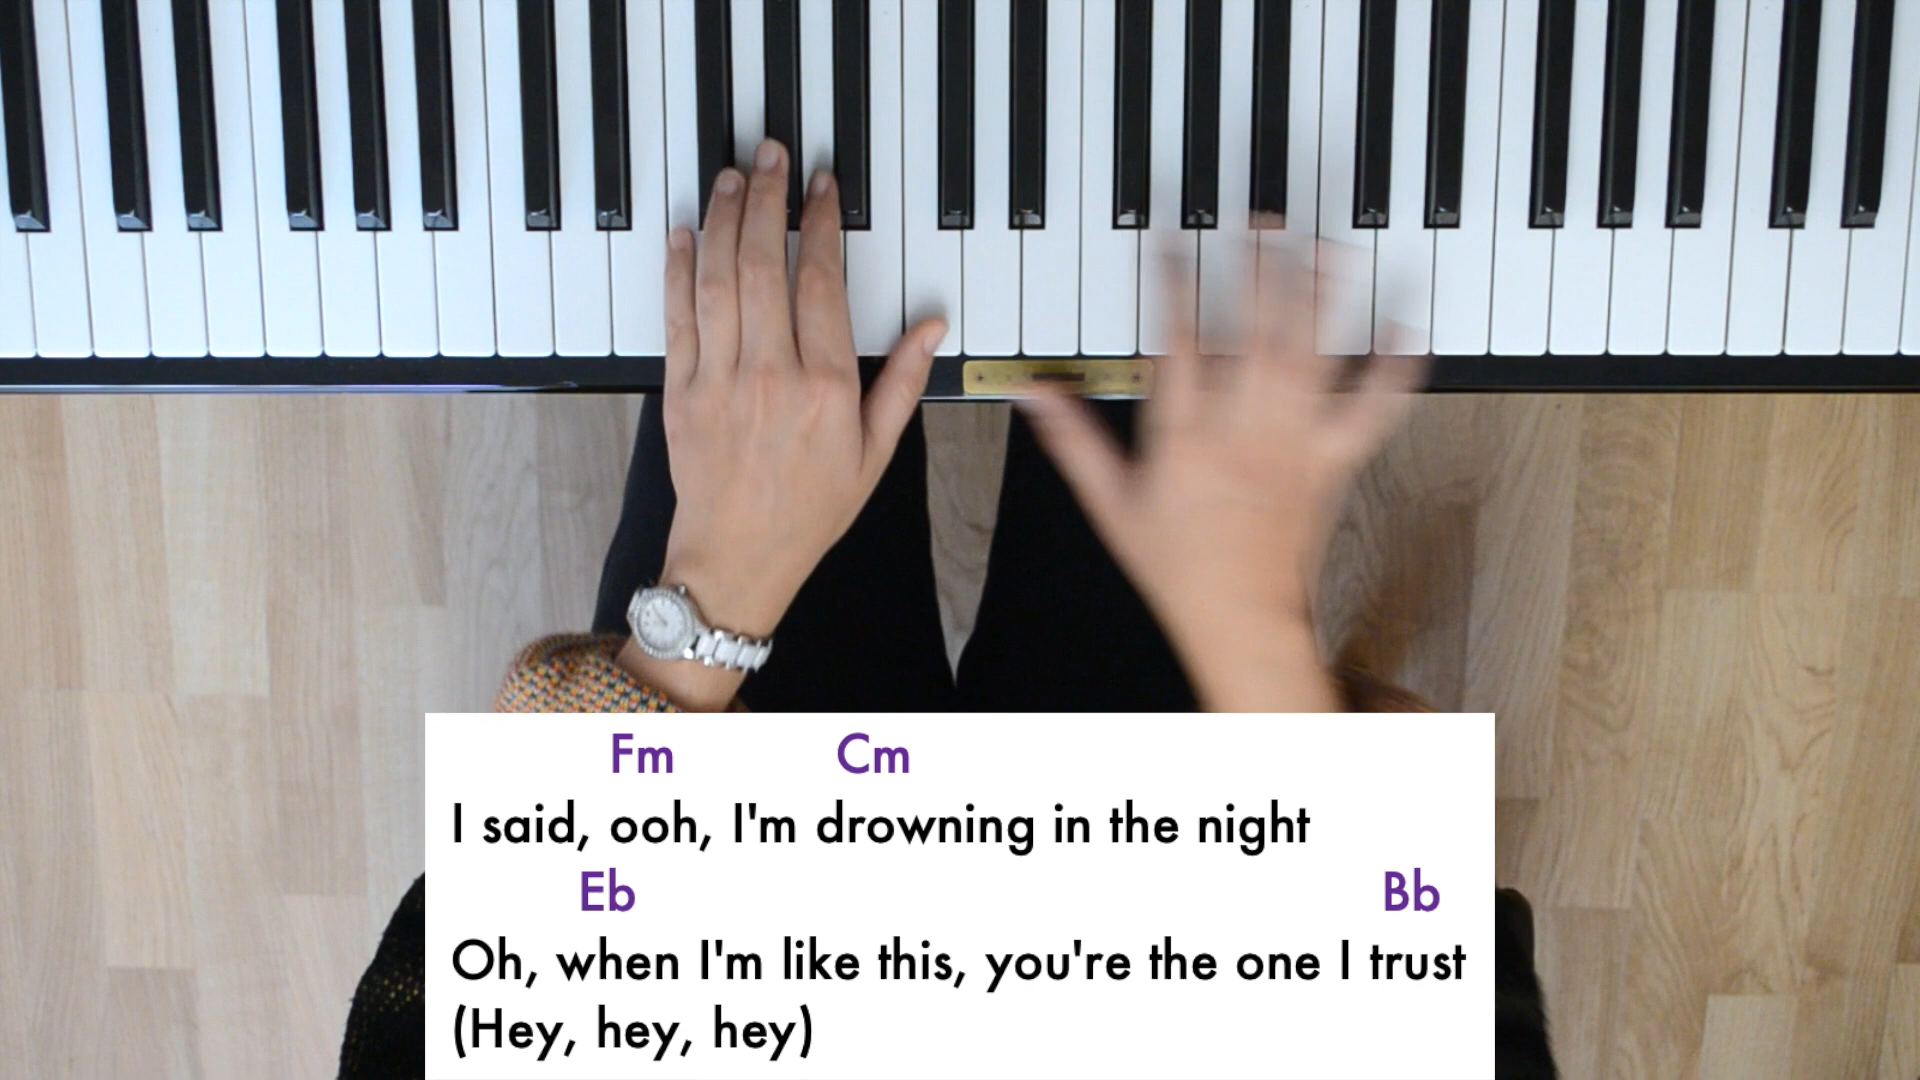 Fm Cm
I said, ooh, I'm drowning in the night
Eb Bb
Oh, when I'm like this, you're the one I trust
(Hey, hey, hey)